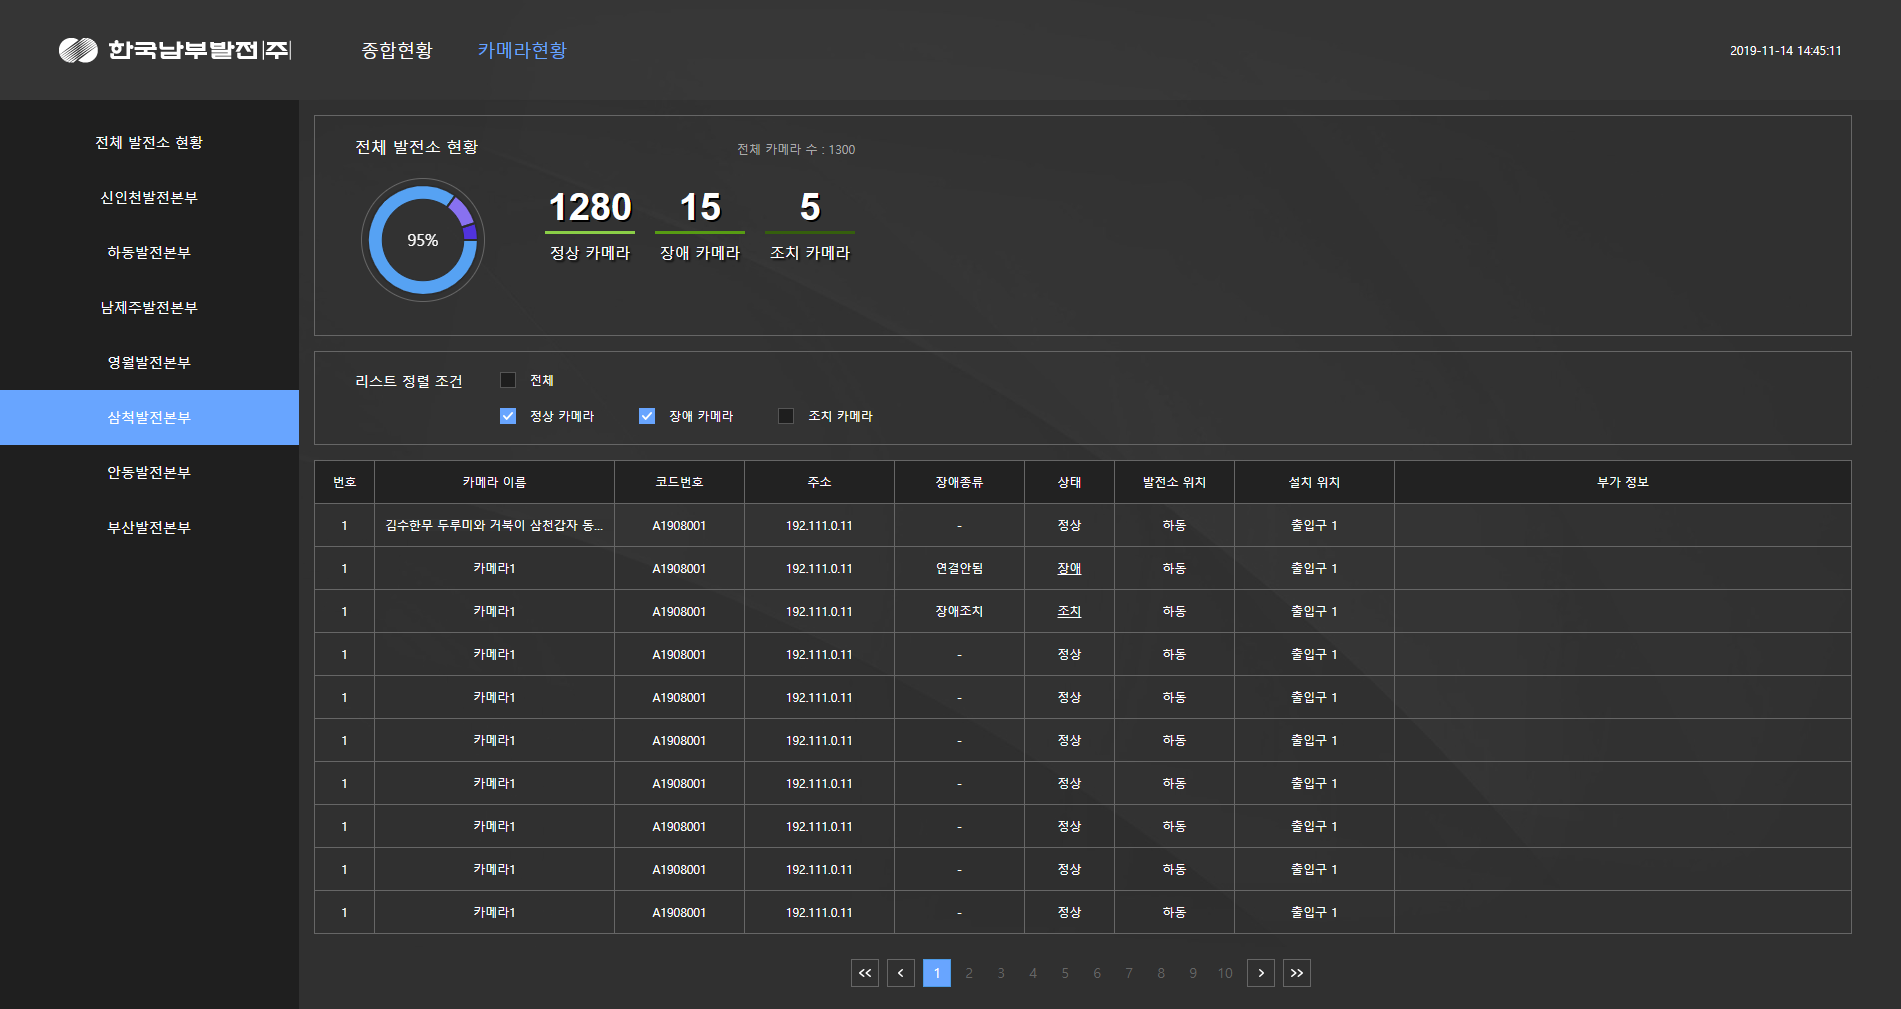 한국남부발전(주) 종합현황 카메라현황 2019-11-14 14:45:11
전체 발전소 현황
신인천발전본부
하동발전본부
남제주발전본부
영월발전본부
삼척발전본부
안동발전본부
부산발전본부
전체 발전소 현황 전체 카메라 수 : 1300
95%
1280 15 5
정상 카메라 장애 카메라 조치 카메라
리스트 정렬 조건 전체
정상 카메라 장애 카메라 조치 카메라
번호 카메라 이름 코드번호 주소 장애종류 상태 발전소 위치 설치 위치 부가 정보
1 김수한무 두루미와 거북이 삼천갑자 동... A1908001 192.111.0.11 - 정상 하동 출입구 1
1 카메라1 A1908001 192.111.0.11 연결안됨 장애 하동 출입구 1
1 카메라1 A1908001 192.111.0.11 장애조치 조치 하동 출입구 1
1 카메라1 A1908001 192.111.0.11 - 정상 하동 출입구 1
1 카메라1 A1908001 192.111.0.11 - 정상 하동 출입구 1
1 카메라1 A1908001 192.111.0.11 - 정상 하동 출입구 1
1 카메라1 A1908001 192.111.0.11 - 정상 하동 출입구 1
1 카메라1 A1908001 192.111.0.11 - 정상 하동 출입구 1
1 카메라1 A1908001 192.111.0.11 - 정상 하동 출입구 1
1 카메라1 A1908001 192.111.0.11 - 정상 하동 출입구 1
<< < 1 2 3 4 5 6 7 8 9 10 > >>